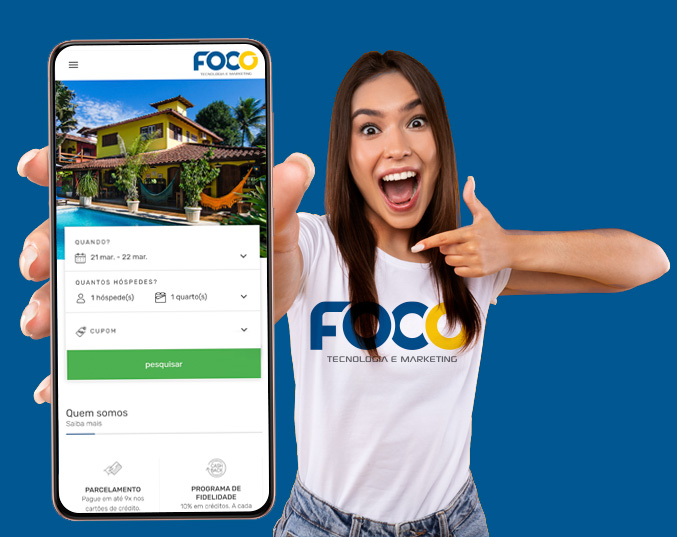 FOCO
TECNOLOGIA E MARKETING
QUANDO?
21 mar. - 22 mar.
QUANTOS HÓSPEDES?
1 hóspede(s) 1 quarto(s)
CUPOM
pesquisar
Quem somos
Saiba mais
PARCELAMENTO
Pague em até 9x nos
cartões de crédito.
CASH
BACK
PROGRAMA DE
FIDELIDADE
10% em créditos. A cada
FOCO
TECNOLOGIA E MARKETING